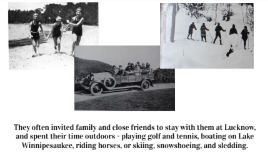 They often invited family and close friends to stay with them at Lucknow,
and spent their time outdoors - playing golf and tennis, boating on Lake
Winnipesaukee, riding horses, or skiing, snowshoeing, and sledding.